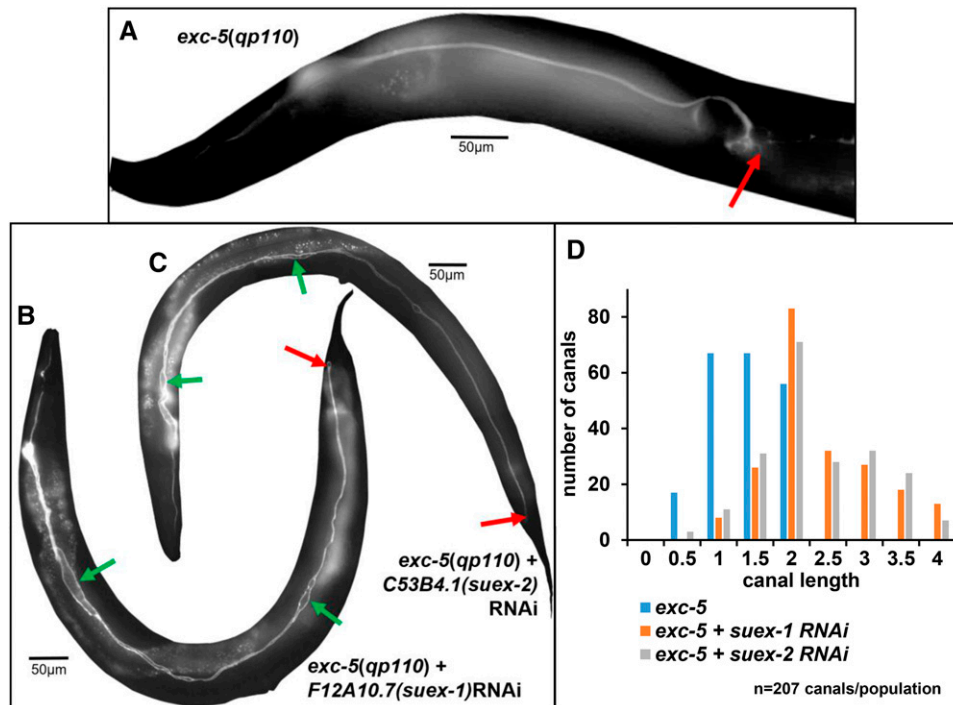 A
exc-5(qp110)
50µm
B
C
50µm
50µm
exc-5(qp110) +
C53B4.1(suex-2)
RNAi
exc-5(qp110) +
F12A10.7(suex-1)RNAi
D
number of canals
80
60
40
20
0
0 0.5 1 1.5 2 2.5 3 3.5 4
canal length
exc-5
exc-5 + suex-1 RNAi
exc-5 + suex-2 RNAi
n=207 canals/population